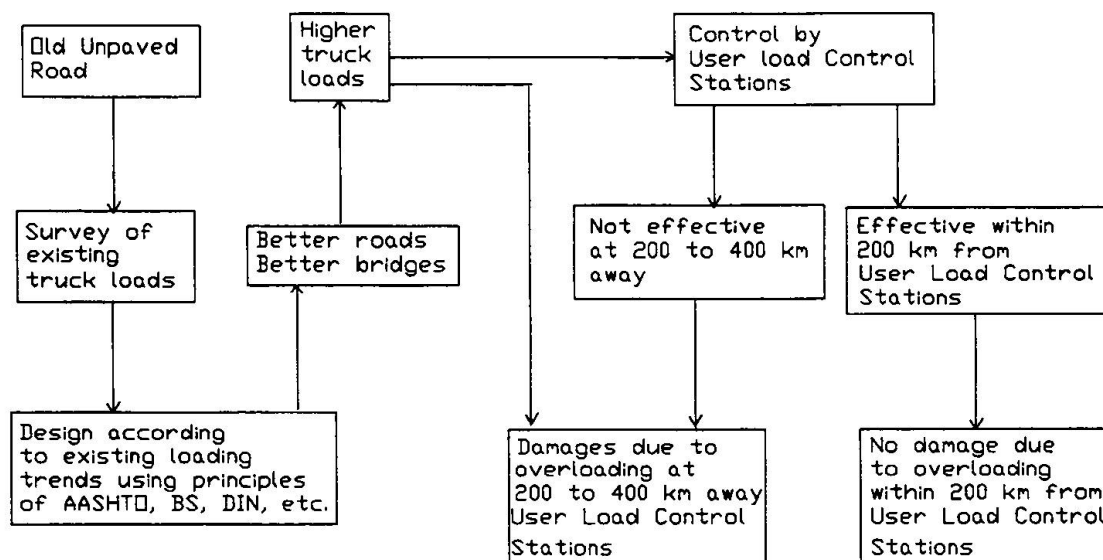 Old Unpaved
Road
Survey of
existing
truck loads
Design according
to existing loading
trends using principles
of AASHTO, BS, DIN, etc.
Better roads
Better bridges
Higher
truck
loads
Control by
User load Control
Stations
Not effective
at 200 to 400 km
away
Effective within
200 km from
User Load Control
Stations
Damages due to
overloading at
200 to 400 km away
User Load Control
Stations
No damage due
to overloading
within 200 km from
User Load Control
Stations